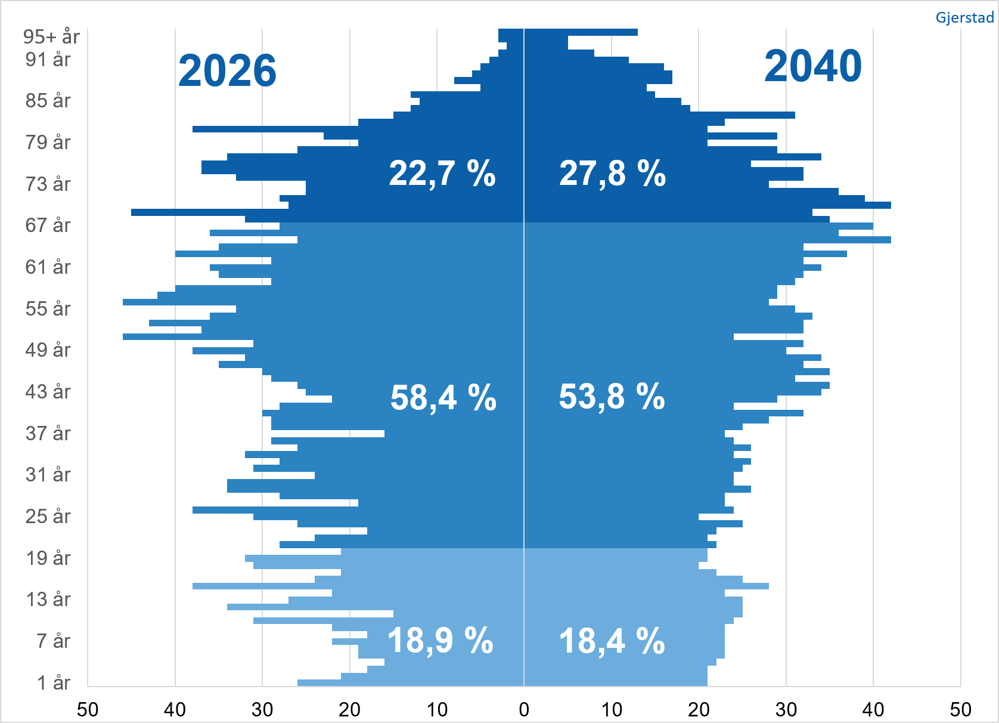 Gjerstad
95+ år
91 år
2026
2040
85 år
79 år
22,7 %
27,8 %
73 år
67 år
61 år
55 år
49 år
43 år
58,4 %
53,8 %
37 år
31 år
25 år
19 år
13 år
7 år
18,9 %
18,4 %
1 år
50 40 30 20 10 0 10 20 30 40 50